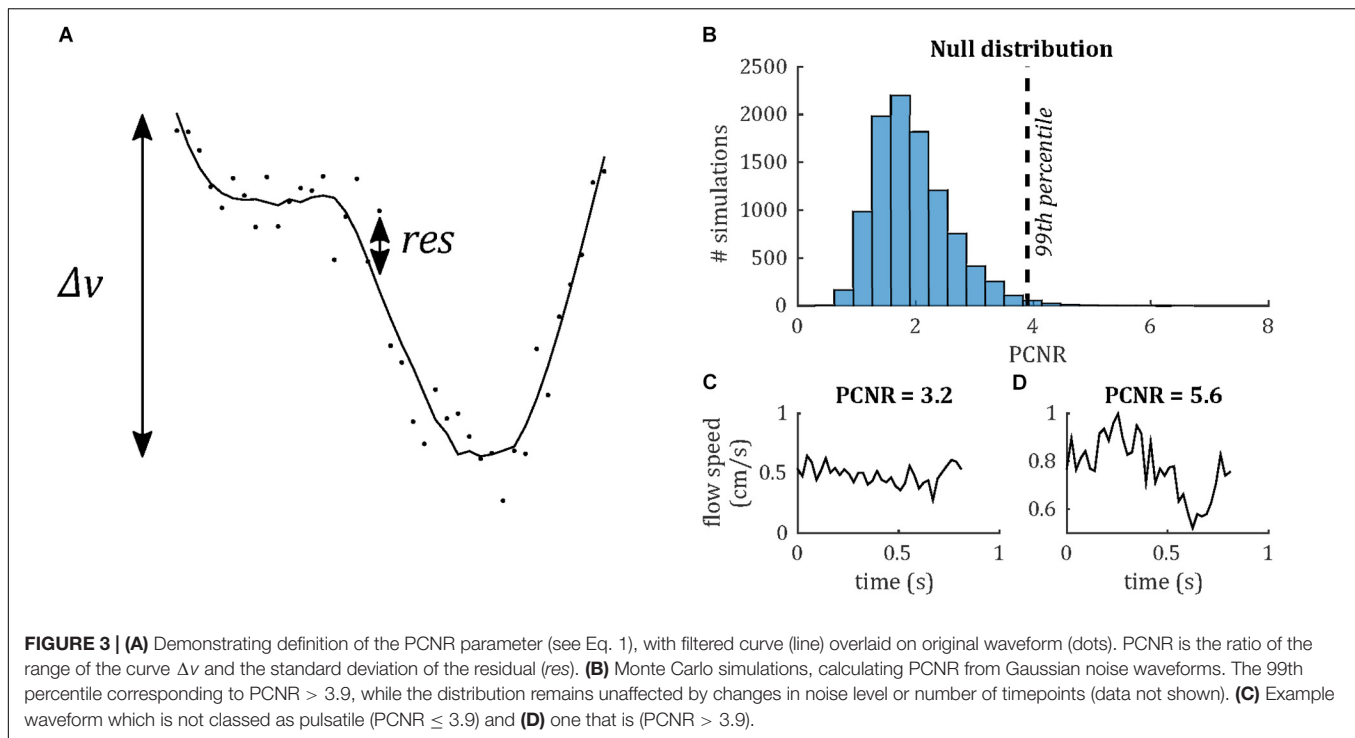 A
Δv
res
B
Null distribution
2500
2000
1500
1000
500
0
# simulations
99th percentile
0 2 4 6 8
PCNR
C
PCNR = 3.2
1
0.5
0
flow speed
(cm/s)
0 0.5 1
time (s)
D
PCNR = 5.6
1
0.8
0.6
0 0.5 1
time (s)
FIGURE 3 | (A) Demonstrating definition of the PCNR parameter (see Eq. 1), with filtered curve (line) overlaid on original waveform (dots). PCNR is the ratio of the
range of the curve Δv and the standard deviation of the residual (res). (B) Monte Carlo simulations, calculating PCNR from Gaussian noise waveforms. The 99th
percentile corresponding to PCNR > 3.9, while the distribution remains unaffected by changes in noise level or number of timepoints (data not shown). (C) Example
waveform which is not classed as pulsatile (PCNR ≤ 3.9) and (D) one that is (PCNR > 3.9).